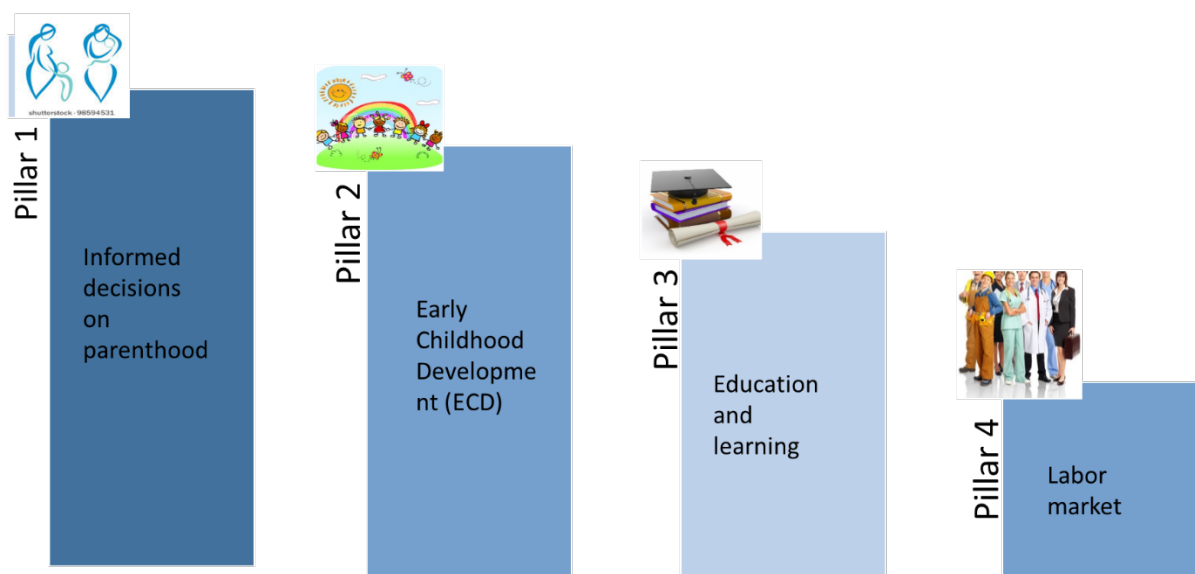 shutterstock · 98594531
Pillar 1
Informed
decisions
on
parenthood
Pillar 2
Early
Childhood
Developme
nt (ECD)
Pillar 3
Education
and
learning
Pillar 4
Labor
market